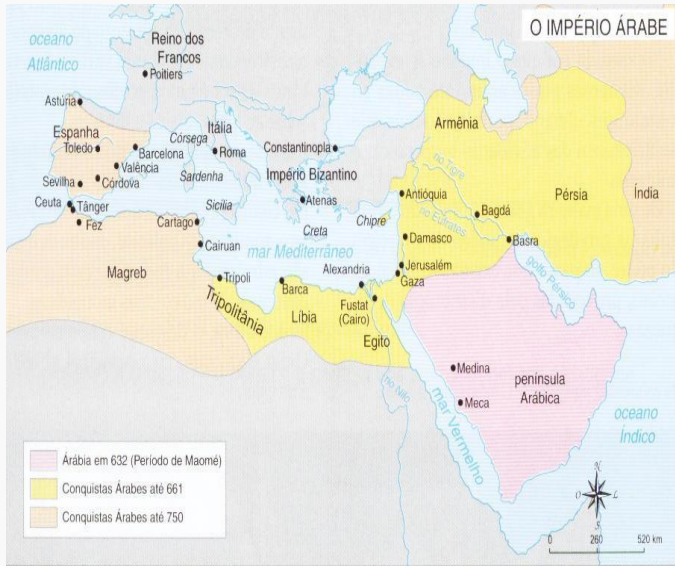 O IMPÉRIO ÁRABE
oceano
Atlântico
Reino dos
Francos
Poitiers
Astúria
Espanha
Toledo
Barcelona
Valência
Sevilha
Córdova
Ceuta
Tânger
Fez
Córsega
Itália
Roma
Sardenha
Sicília
Constantinopla
Império Bizantino
Atenas
Creta
Chipre
Armênia
rio Tigre
rio Eufrates
Antióquia
Bagdá
Pérsia
Índia
Damasco
Basra
Jerusalém
Gaza
golfo Pérsico
Cartago
Cairuan
mar Mediterrâneo
Magreb
Trípoli
Tripolitânia
Barca
Líbia
Alexandria
Fustat
(Cairo)
Egito
rio Nilo
mar Vermelho
Medina
Meca
península
Arábica
oceano
Índico
Árábia em 632 (Período de Maomé)
Conquistas Árabes até 661
Conquistas Árabes até 750
N
O
L
S
0 260 520 km